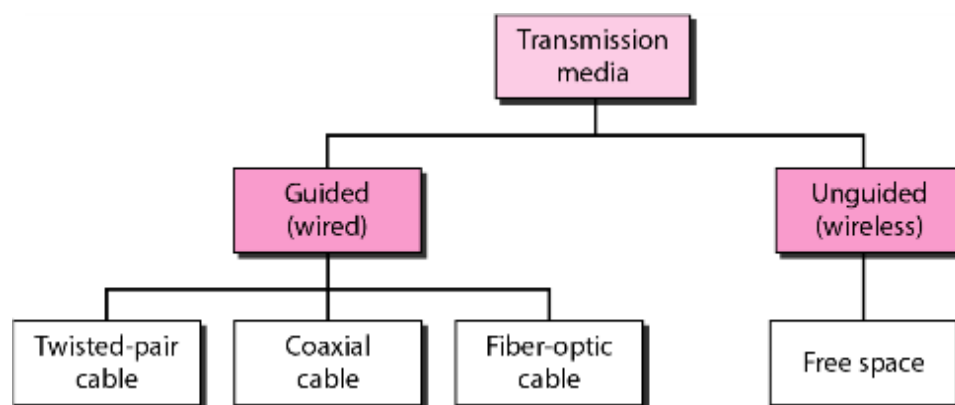 Transmission
media
Guided
(wired)
Unguided
(wireless)
Twisted-pair
cable
Coaxial
cable
Fiber-optic
cable
Free space